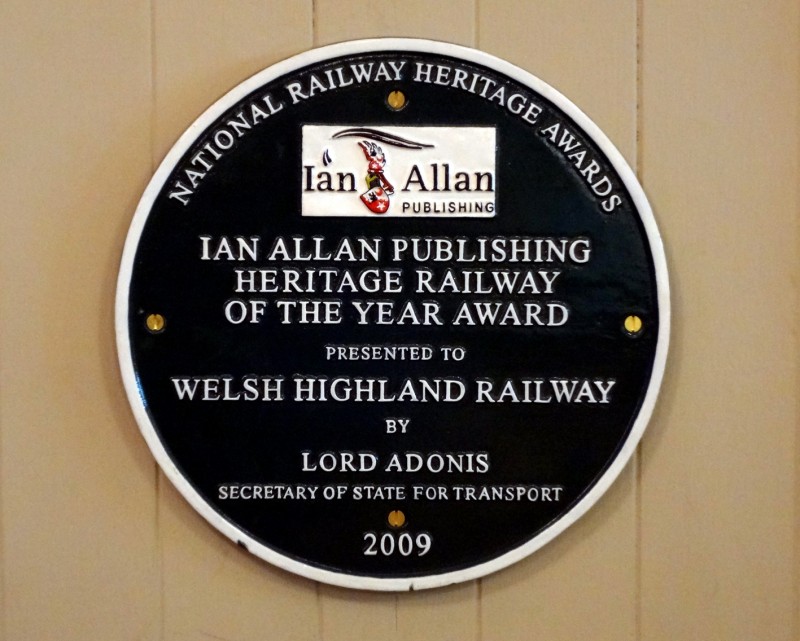 NATIONAL RAILWAY HERITAGE AWARDS
Ian Allan
PUBLISHING
IAN ALLAN PUBLISHING
HERITAGE RAILWAY
OF THE YEAR AWARD
PRESENTED TO
WELSH HIGHLAND RAILWAY
BY
LORD ADONIS
SECRETARY OF STATE FOR TRANSPORT
2009